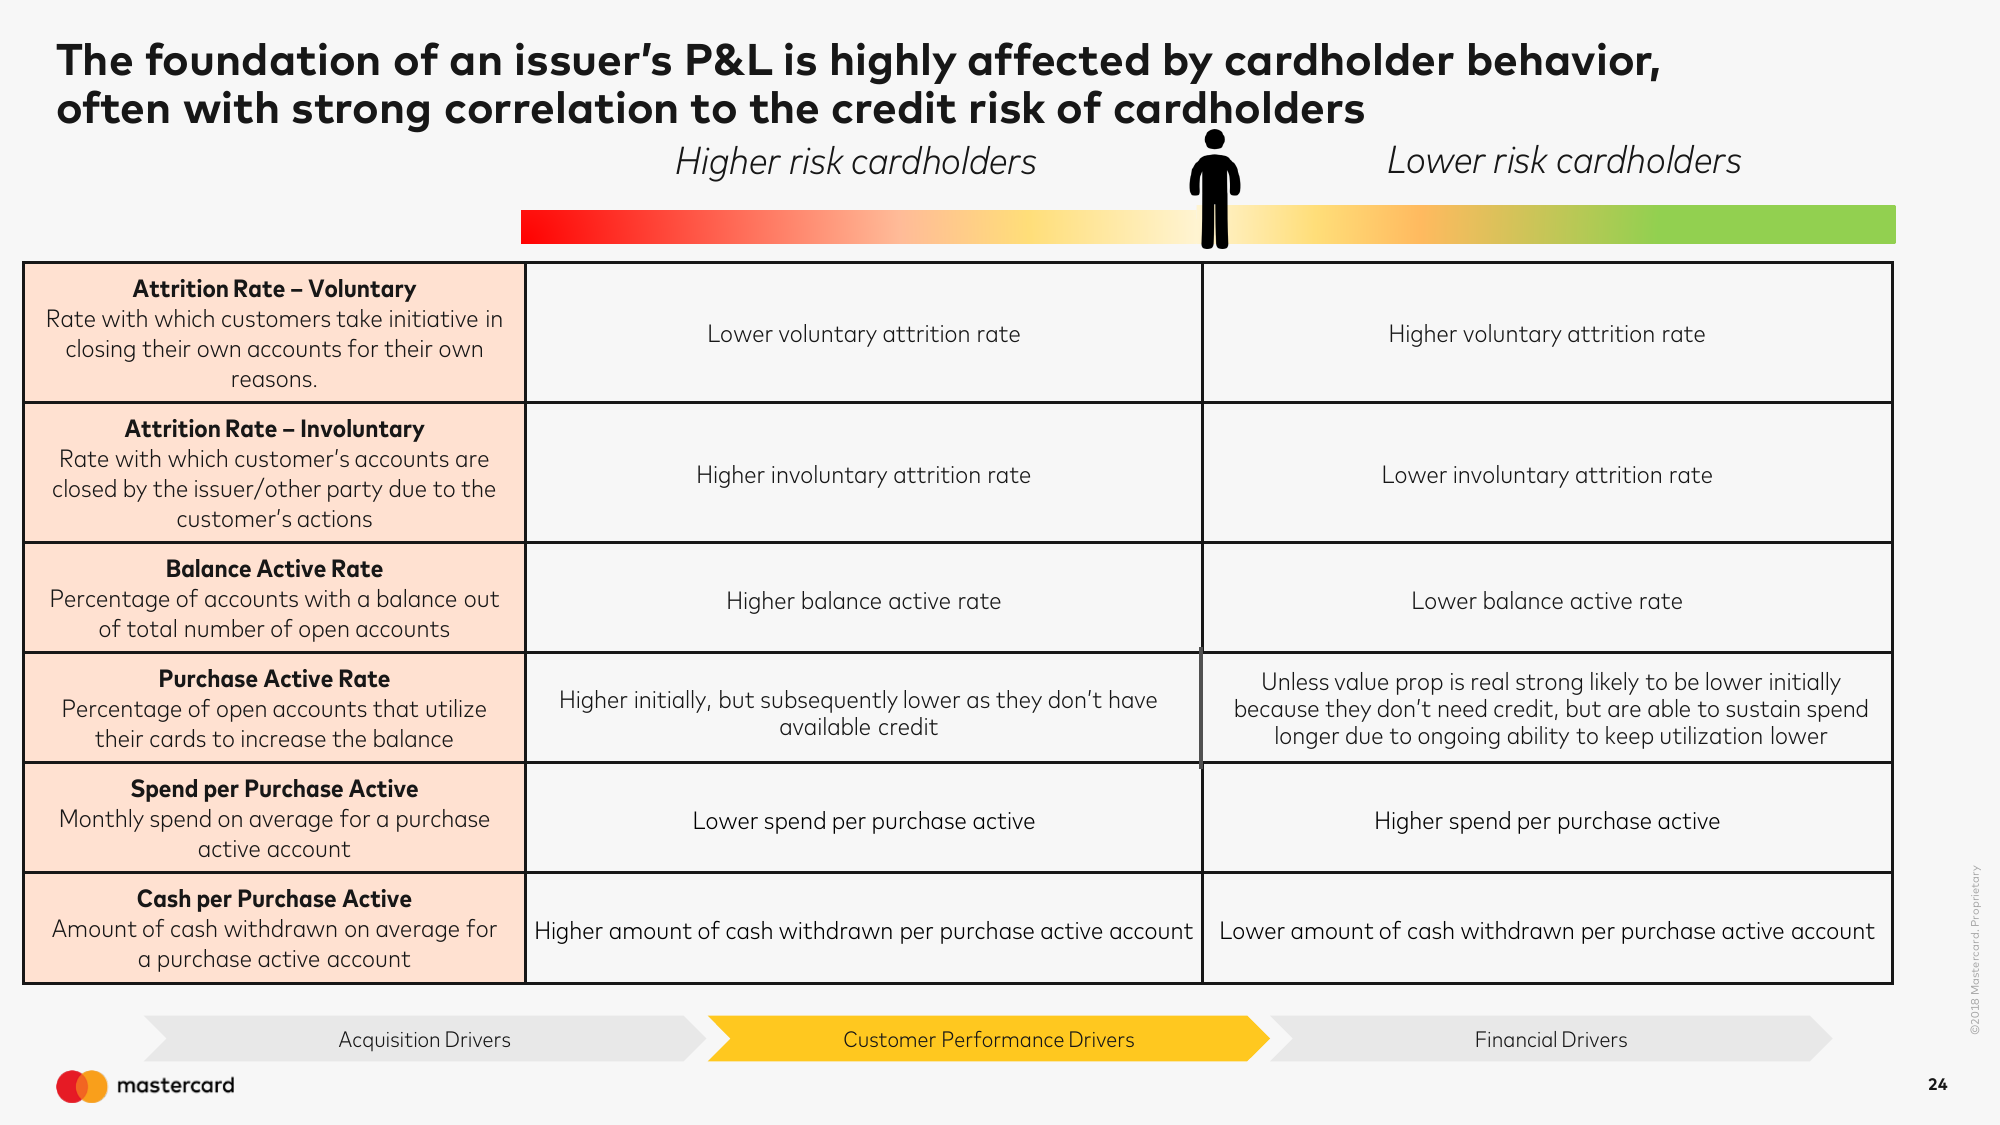 The foundation of an issuer’s P&L is highly affected by cardholder behavior,
often with strong correlation to the credit risk of cardholders
Higher risk cardholders
Lower risk cardholders
Attrition Rate – Voluntary
Rate with which customers take initiative in
closing their own accounts for their own
reasons.
Lower voluntary attrition rate
Higher voluntary attrition rate
Attrition Rate – Involuntary
Rate with which customer’s accounts are
closed by the issuer/other party due to the
customer’s actions
Higher involuntary attrition rate
Lower involuntary attrition rate
Balance Active Rate
Percentage of accounts with a balance out
of total number of open accounts
Higher balance active rate
Lower balance active rate
Purchase Active Rate
Percentage of open accounts that utilize
their cards to increase the balance
Higher initially, but subsequently lower as they don’t have
available credit
Unless value prop is real strong likely to be lower initially
because they don’t need credit, but are able to sustain spend
longer due to ongoing ability to keep utilization lower
Spend per Purchase Active
Monthly spend on average for a purchase
active account
Lower spend per purchase active
Higher spend per purchase active
Cash per Purchase Active
Amount of cash withdrawn on average for
a purchase active account
Higher amount of cash withdrawn per purchase active account
Lower amount of cash withdrawn per purchase active account
Acquisition Drivers
Customer Performance Drivers
Financial Drivers
mastercard
24
©2018 Mastercard. Proprietary